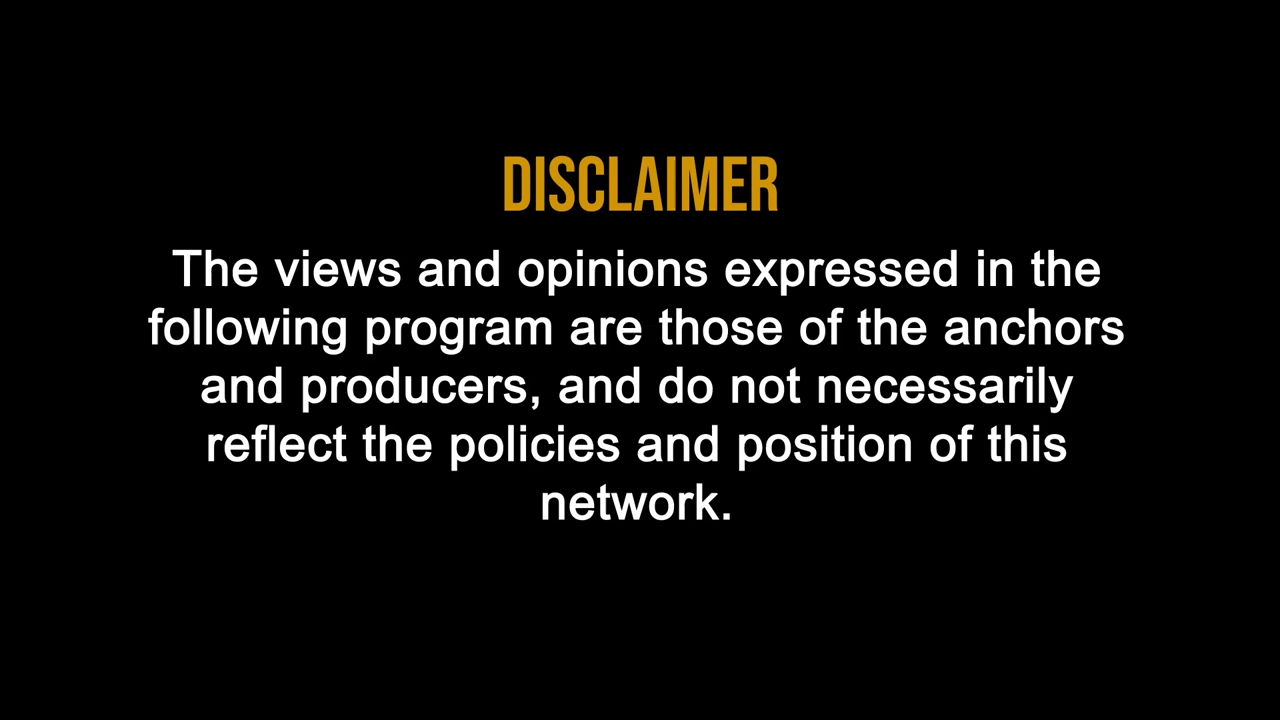 DISCLAIMER
The views and opinions expressed in the
following program are those of the anchors
and producers, and do not necessarily
reflect the policies and position of this
network.